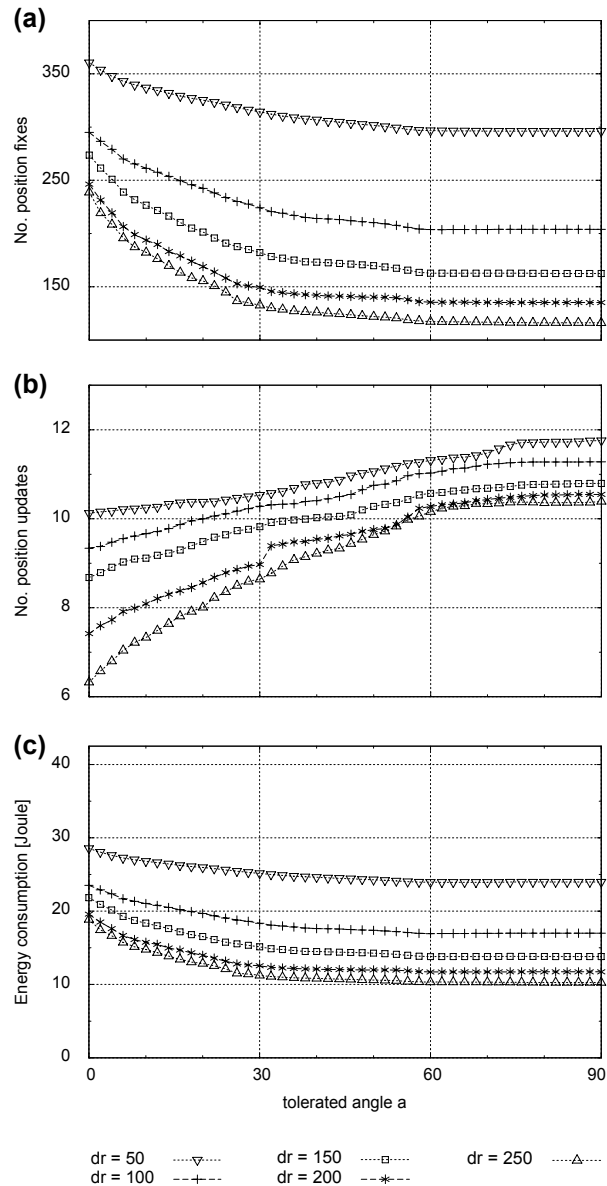 (a)
350
250
150
No. position fixes
(b)
12
10
8
6
No. position updates
(c)
40
30
20
10
0
Energy consumption [Joule]
0 30 60 90
tolerated angle a
dr = 50 dr = 150 dr = 250
dr = 100 dr = 200